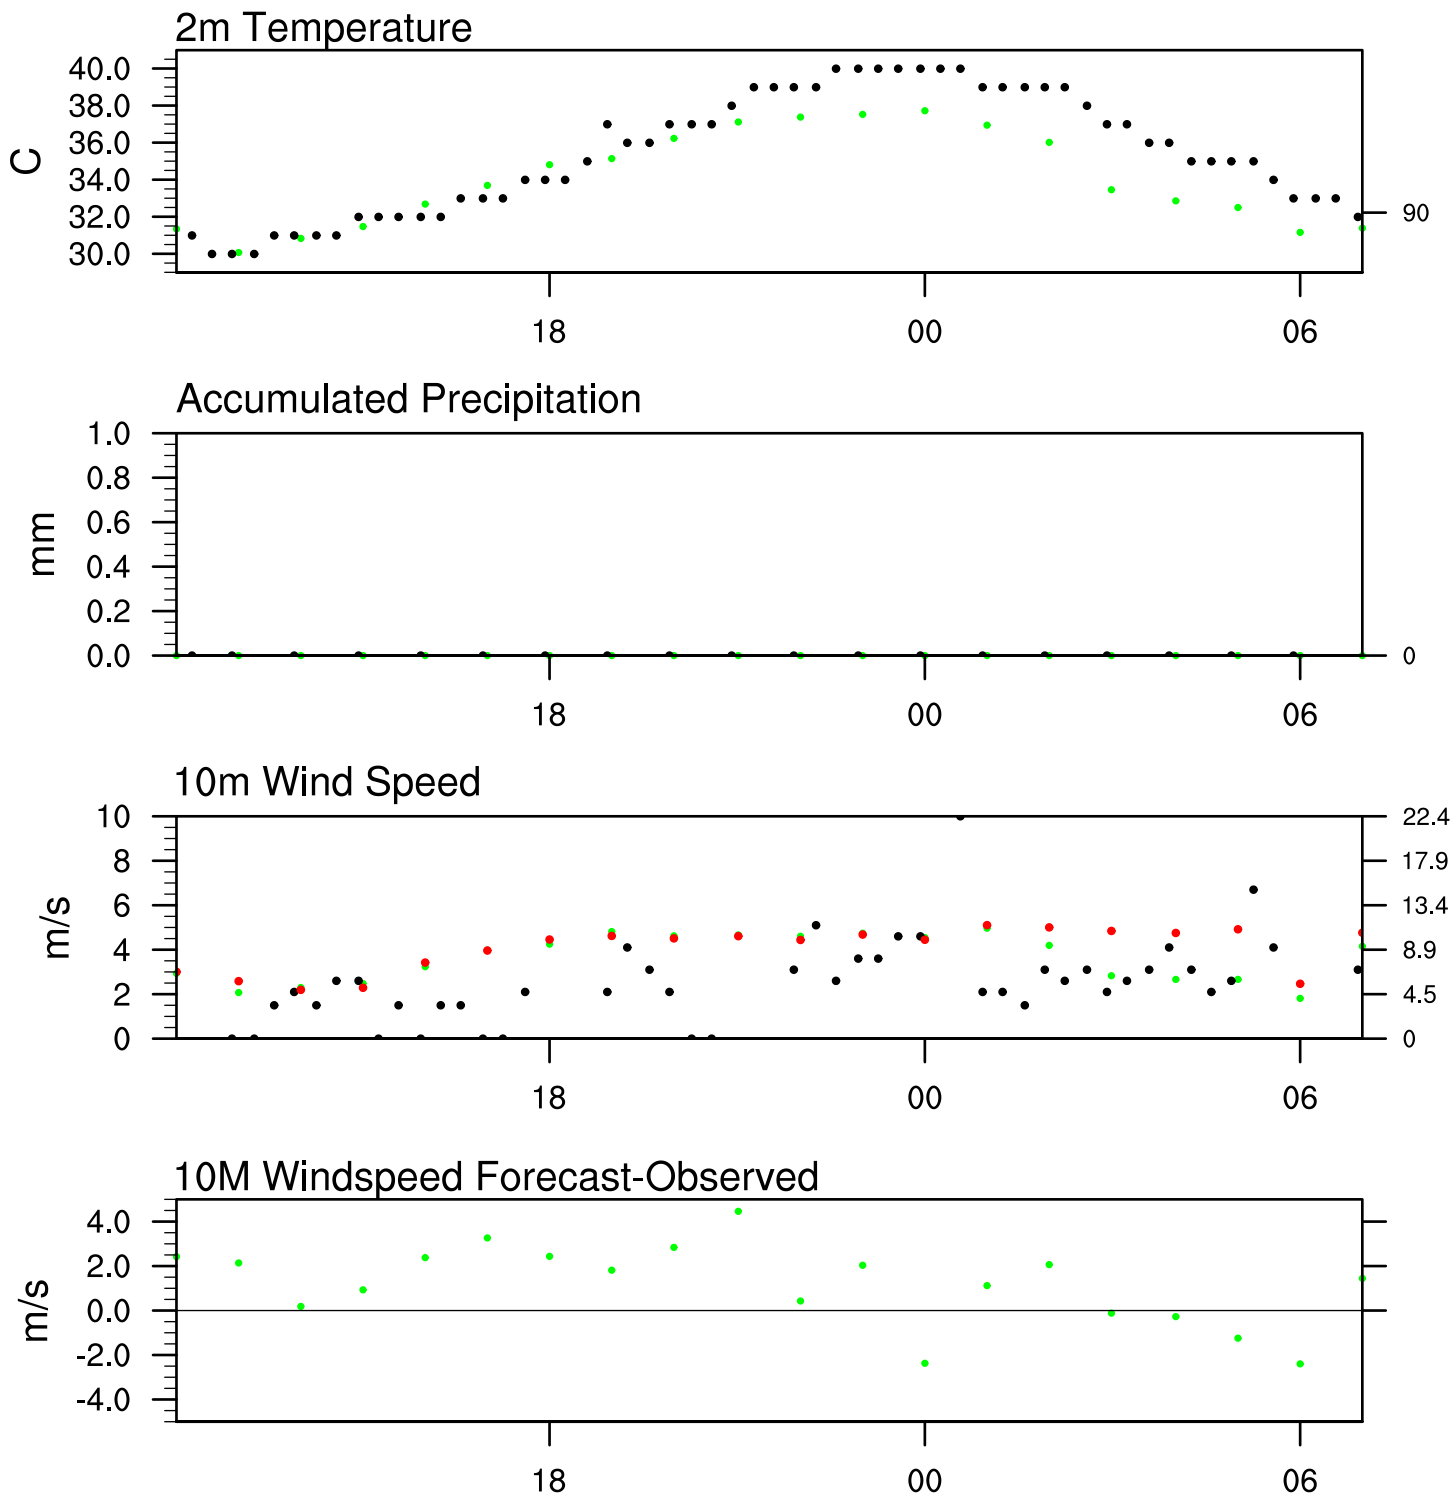 2m Temperature
40.0
38.0
36.0
34.0
32.0
30.0
C
90
18 00 06
Accumulated Precipitation
1.0
0.8
0.6
0.4
0.2
0.0
mm
0
18 00 06
10m Wind Speed
10 22.4
8 17.9
6 13.4
4 8.9
2 4.5
0 0
m/s
18 00 06
10M Windspeed Forecast-Observed
4.0
2.0
0.0
-2.0
-4.0
m/s
18 00 06